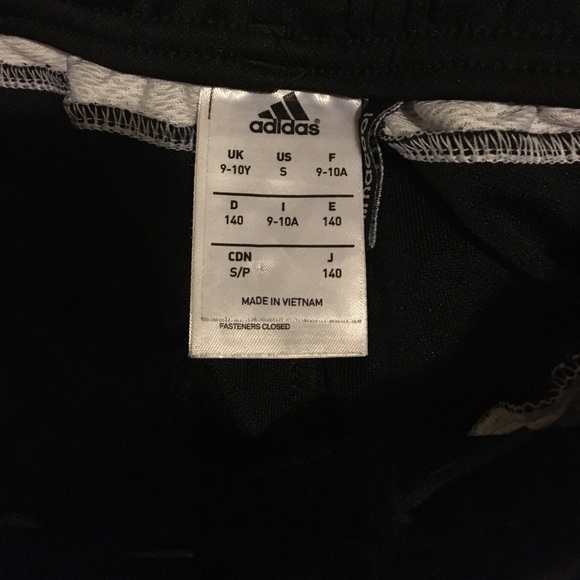 adidas®
UK US F
9-10Y S 9-10A
D I E
140 9-10A 140
CDN J
S/P 140
MADE IN VIETNAM
FASTENERS CLOSED